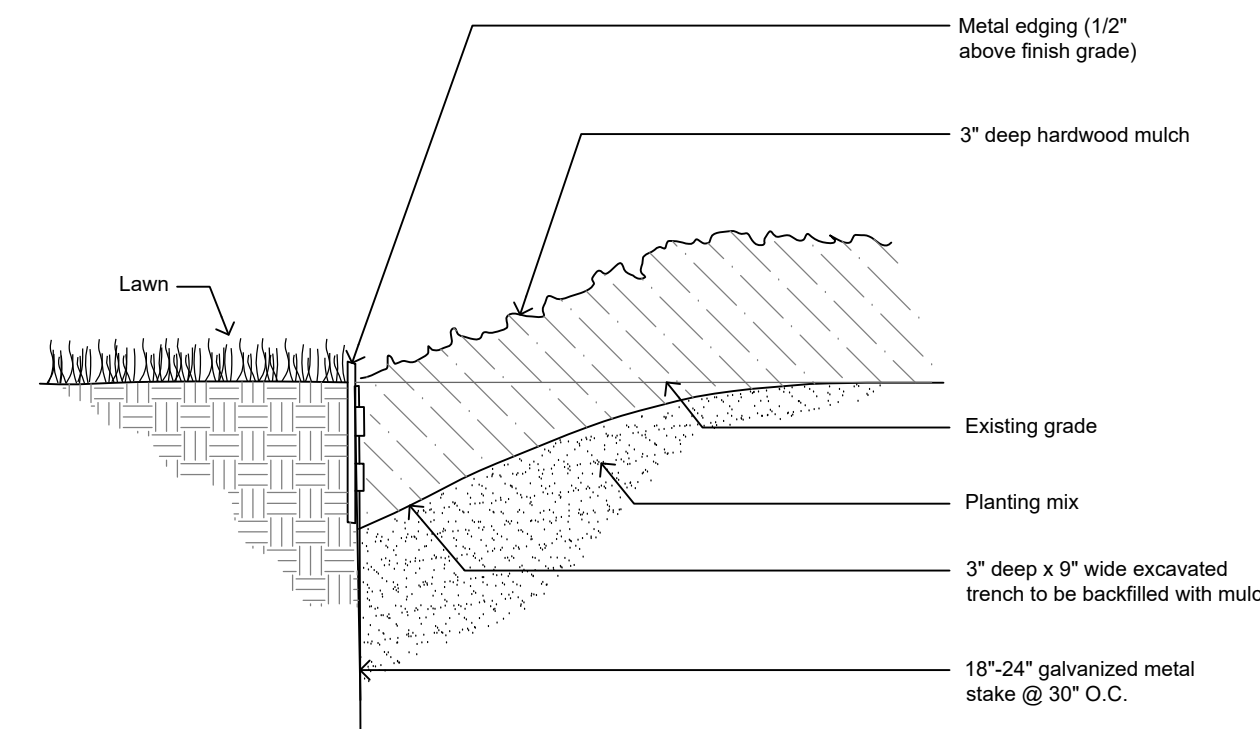 Metal edging (1/2"
above finish grade)
3" deep hardwood mulch
Lawn
Existing grade
Planting mix
3" deep x 9" wide excavated
trench to be backfilled with mulc
18"-24" galvanized metal
stake @ 30" O.C.